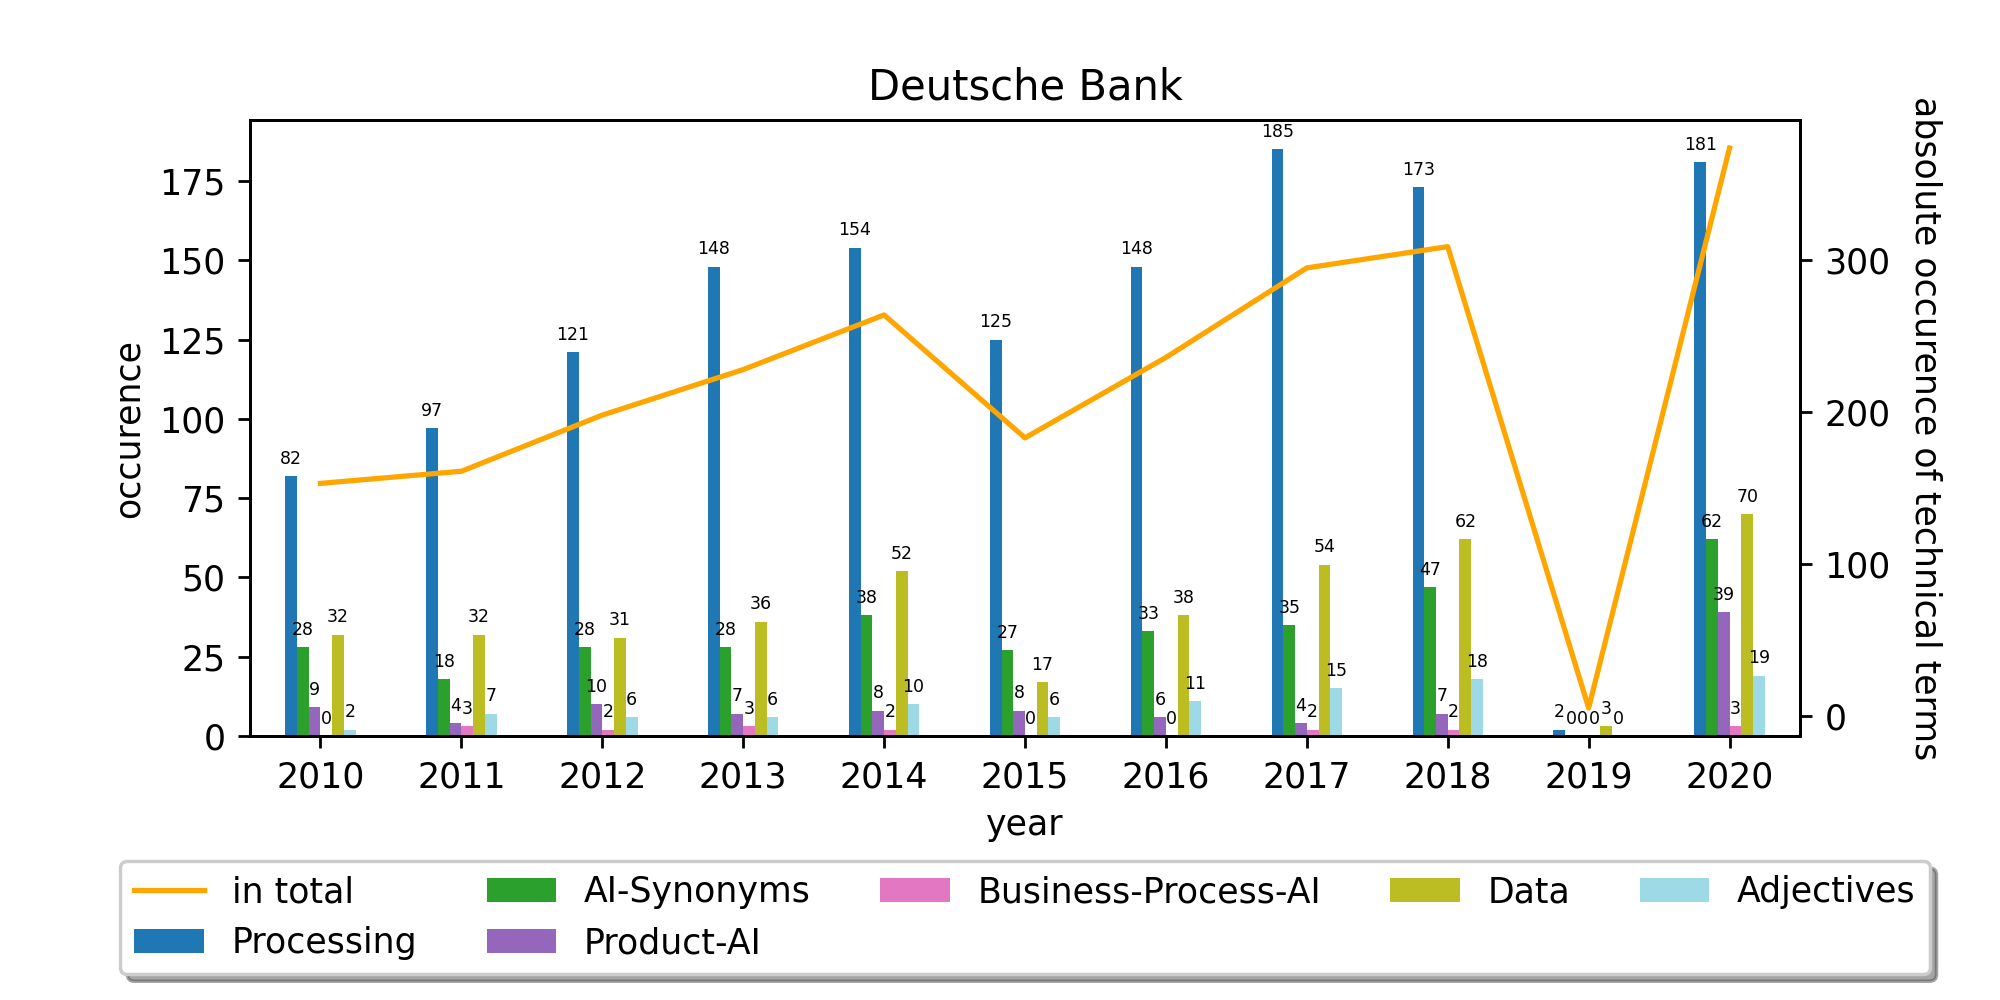 Deutsche Bank
absolute occurence of technical terms
occurence
175
150
125
100
75
50
25
0
300
200
100
0
82 28 9 0 32 2
97 18 4 3 32 7
121 28 10 2 31 6
148 28 7 3 36 6
154 38 8 2 52 10
125 27 8 0 17 6
148 33 6 0 38 11
185 35 4 2 54 15
173 47 7 2 62 18
2 0 0 0 3 0
181 62 39 3 70 19
2010 2011 2012 2013 2014 2015 2016 2017 2018 2019 2020
year
in total AI-Synonyms Business-Process-AI Data Adjectives
Processing Product-AI